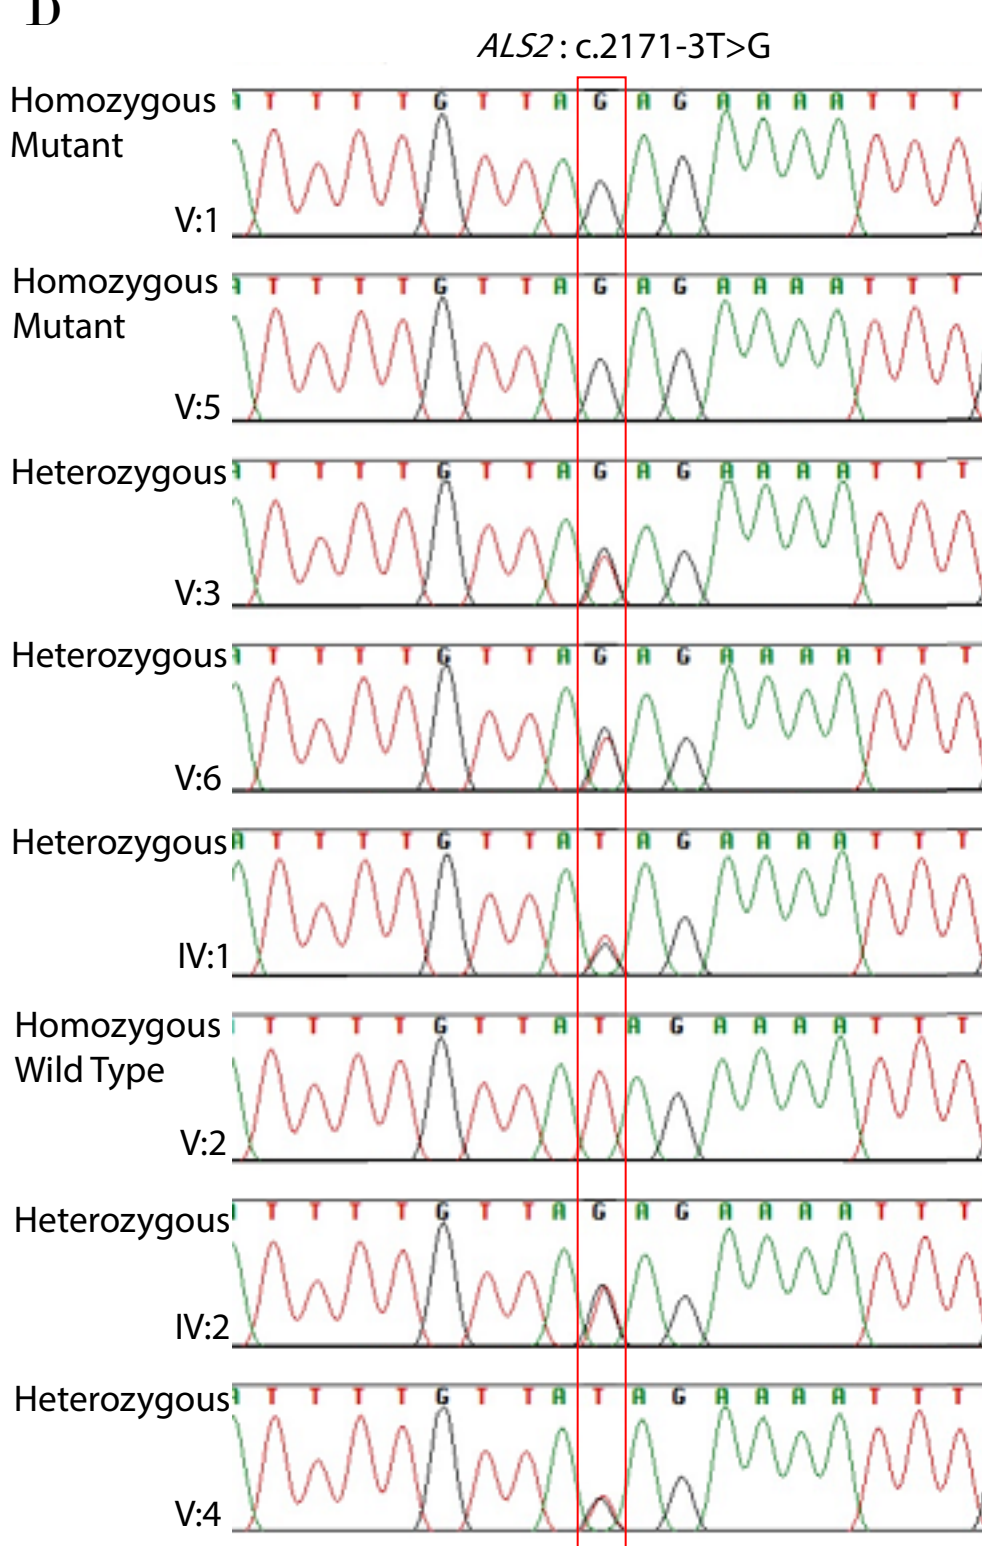 D
ALS2 : c.2171-3T>G
Homozygous A T T T T G T T A G A G A A A A T T T
Mutant
V:1
Homozygous A T T T T G T T A G A G A A A A T T T
Mutant
V:5
Heterozygous A T T T T G T T A G A G A A A A T T T
V:3
Heterozygous A T T T T G T T A G A G A A A A T T T
V:6
Heterozygous A T T T T G T T A T A G A A A A T T T
IV:1
Homozygous T T T T G T T A T A G A A A A T T T
Wild Type
V:2
Heterozygous T T T T G T T A G A G A A A A T T T
IV:2
Heterozygous A T T T T G T T A T A G A A A A T T T
V:4